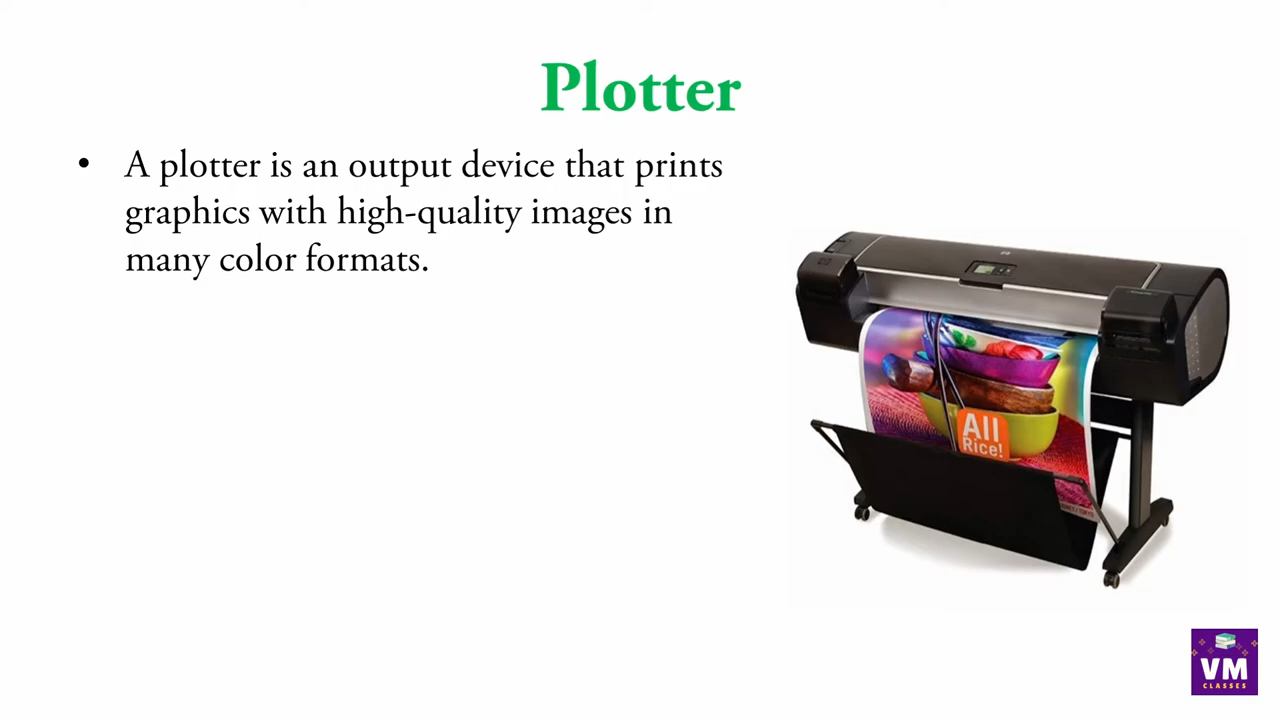 Plotter
• A plotter is an output device that prints
graphics with high-quality images in
many color formats.
All
Rice!
VM
CLASSES